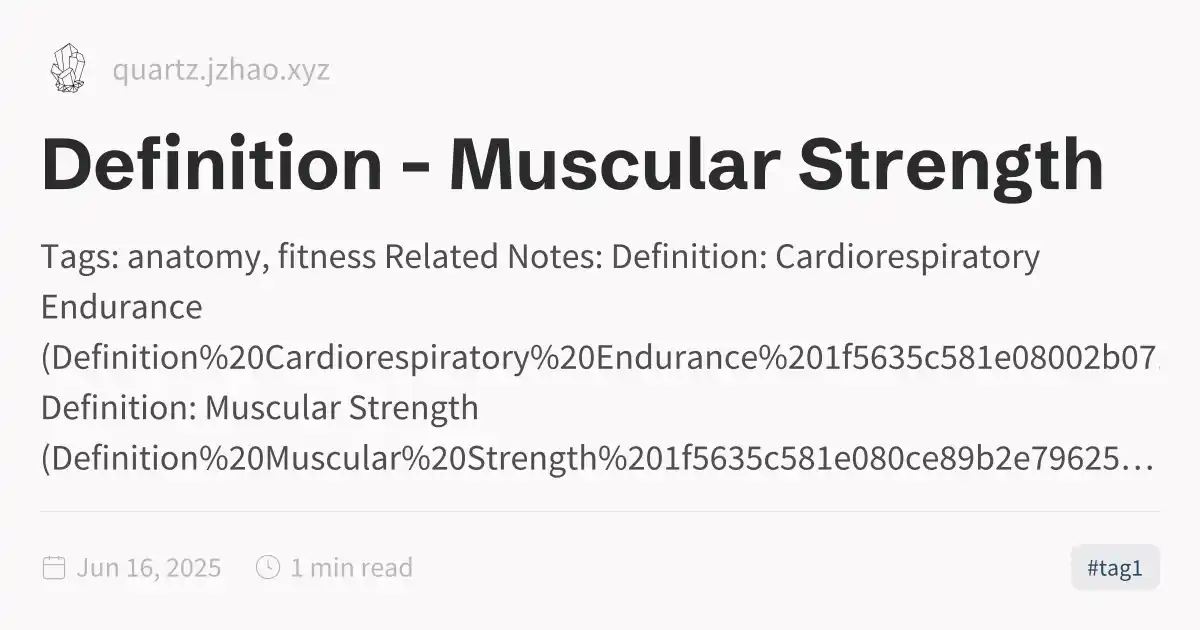 quartz.jzhao.xyz
Definition - Muscular Strength
Tags: anatomy, fitness Related Notes: Definition: Cardiorespiratory
Endurance
(Definition%20Cardiorespiratory%20Endurance%201f5635c581e08002b07
Definition: Muscular Strength
(Definition%20Muscular%20Strength%201f5635c581e080ce89b2e79625…
Jun 16, 2025 1 min read #tag1